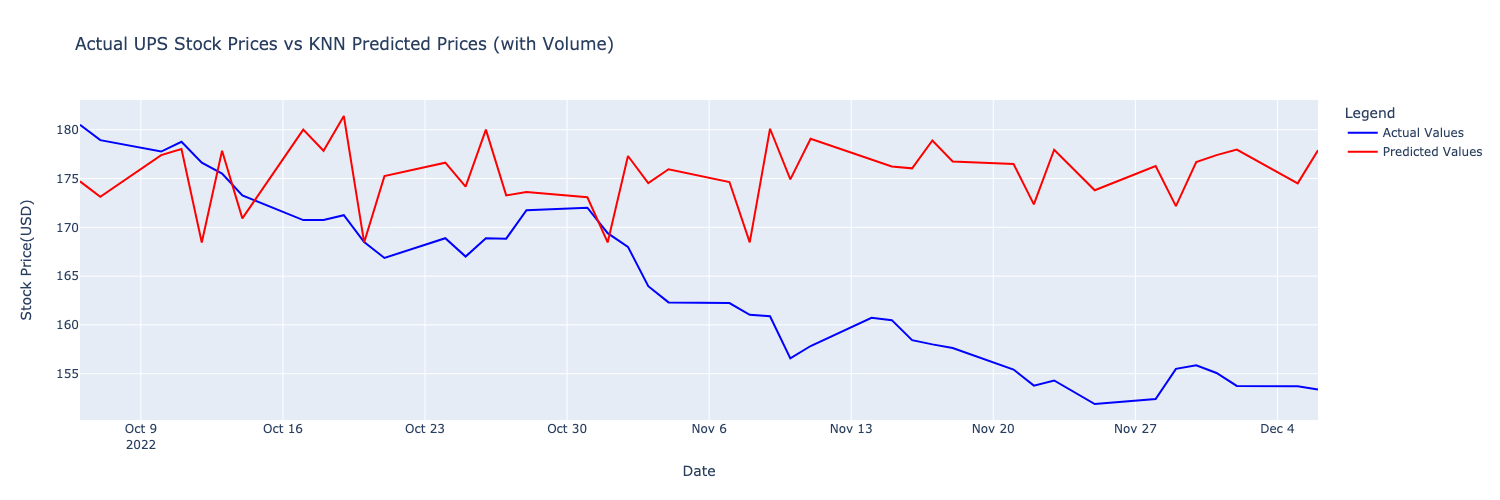 Actual UPS Stock Prices vs KNN Predicted Prices (with Volume)
Legend
Actual Values
Predicted Values
Stock Price(USD)
180
175
170
165
160
155
Oct 9
2022
Oct 16
Oct 23
Oct 30
Nov 6
Nov 13
Nov 20
Nov 27
Dec 4
Date